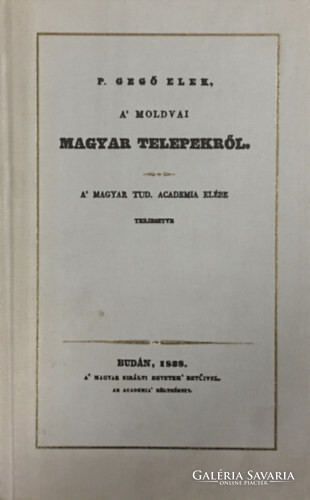 P. GEGŐ ELEK,
A' MOLDVAI
MAGYAR TELEPEKRŐL.
A' MAGYAR TUD. ACADEMIA ELÉBE
TERJESZTVE
BUDÁN, 1838.
A' MAGYAR KIRÁLYI EGYETEM' BETŰIVEL.
AZ ACADEMIA' KÖLTSÉGEIN.
GALÉRIA SAVARIA
ONLINE PIACTÉR